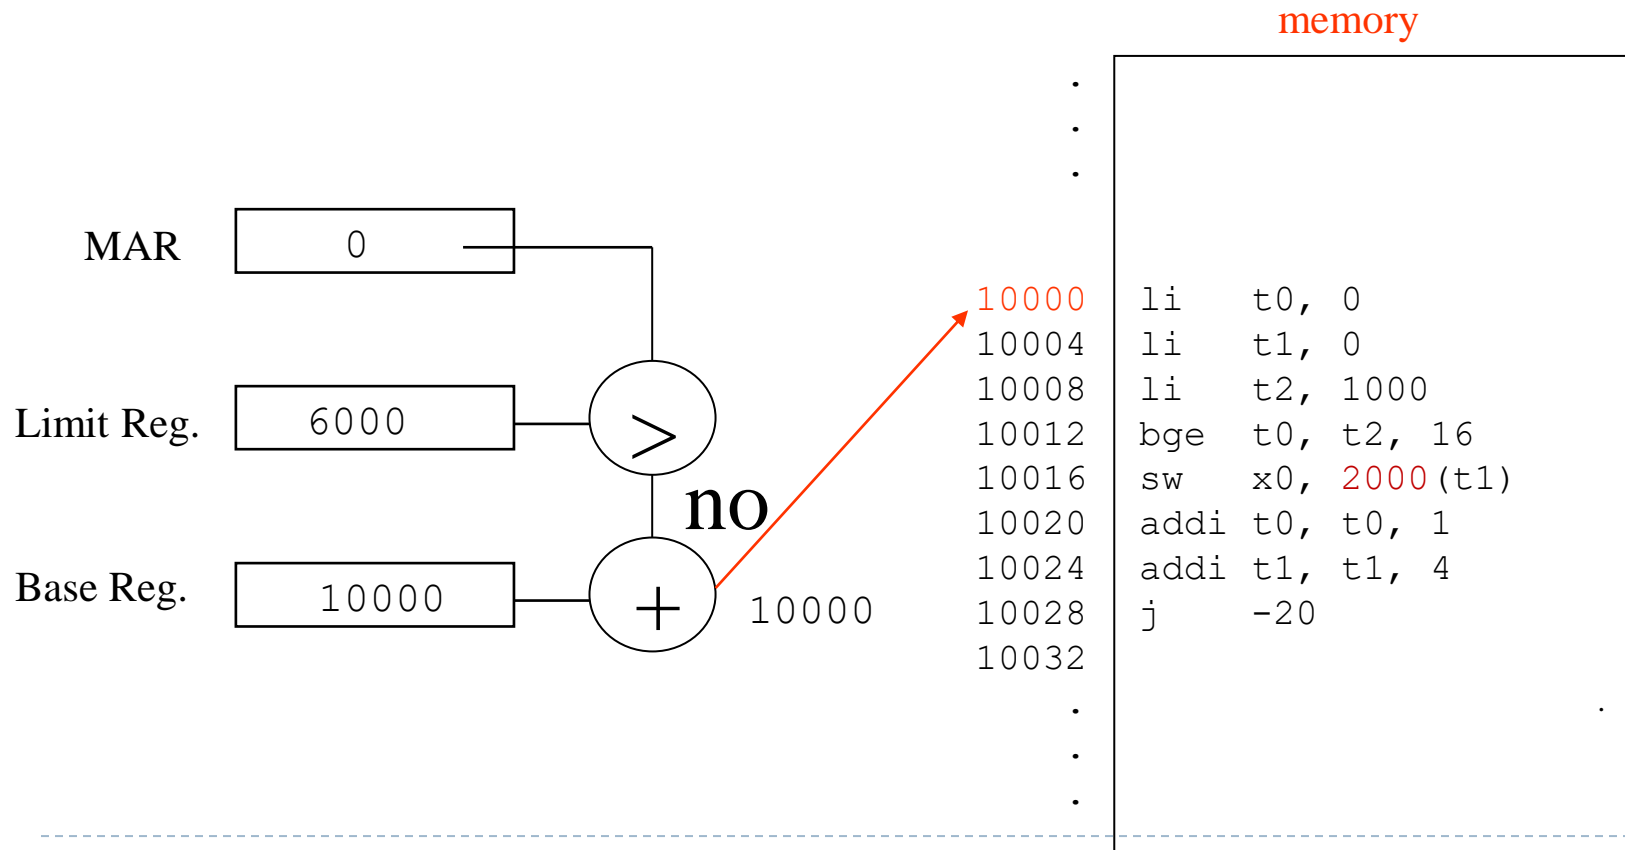 memory
.
.
.
MAR 0
Limit Reg. 6000
>
no
Base Reg. 10000
+
10000
10000 li t0, 0
10004 li t1, 0
10008 li t2, 1000
10012 bge t0, t2, 16
10016 sw x0, 2000(t1)
10020 addi t0, t0, 1
10024 addi t1, t1, 4
10028 j -20
10032
. .
.
.